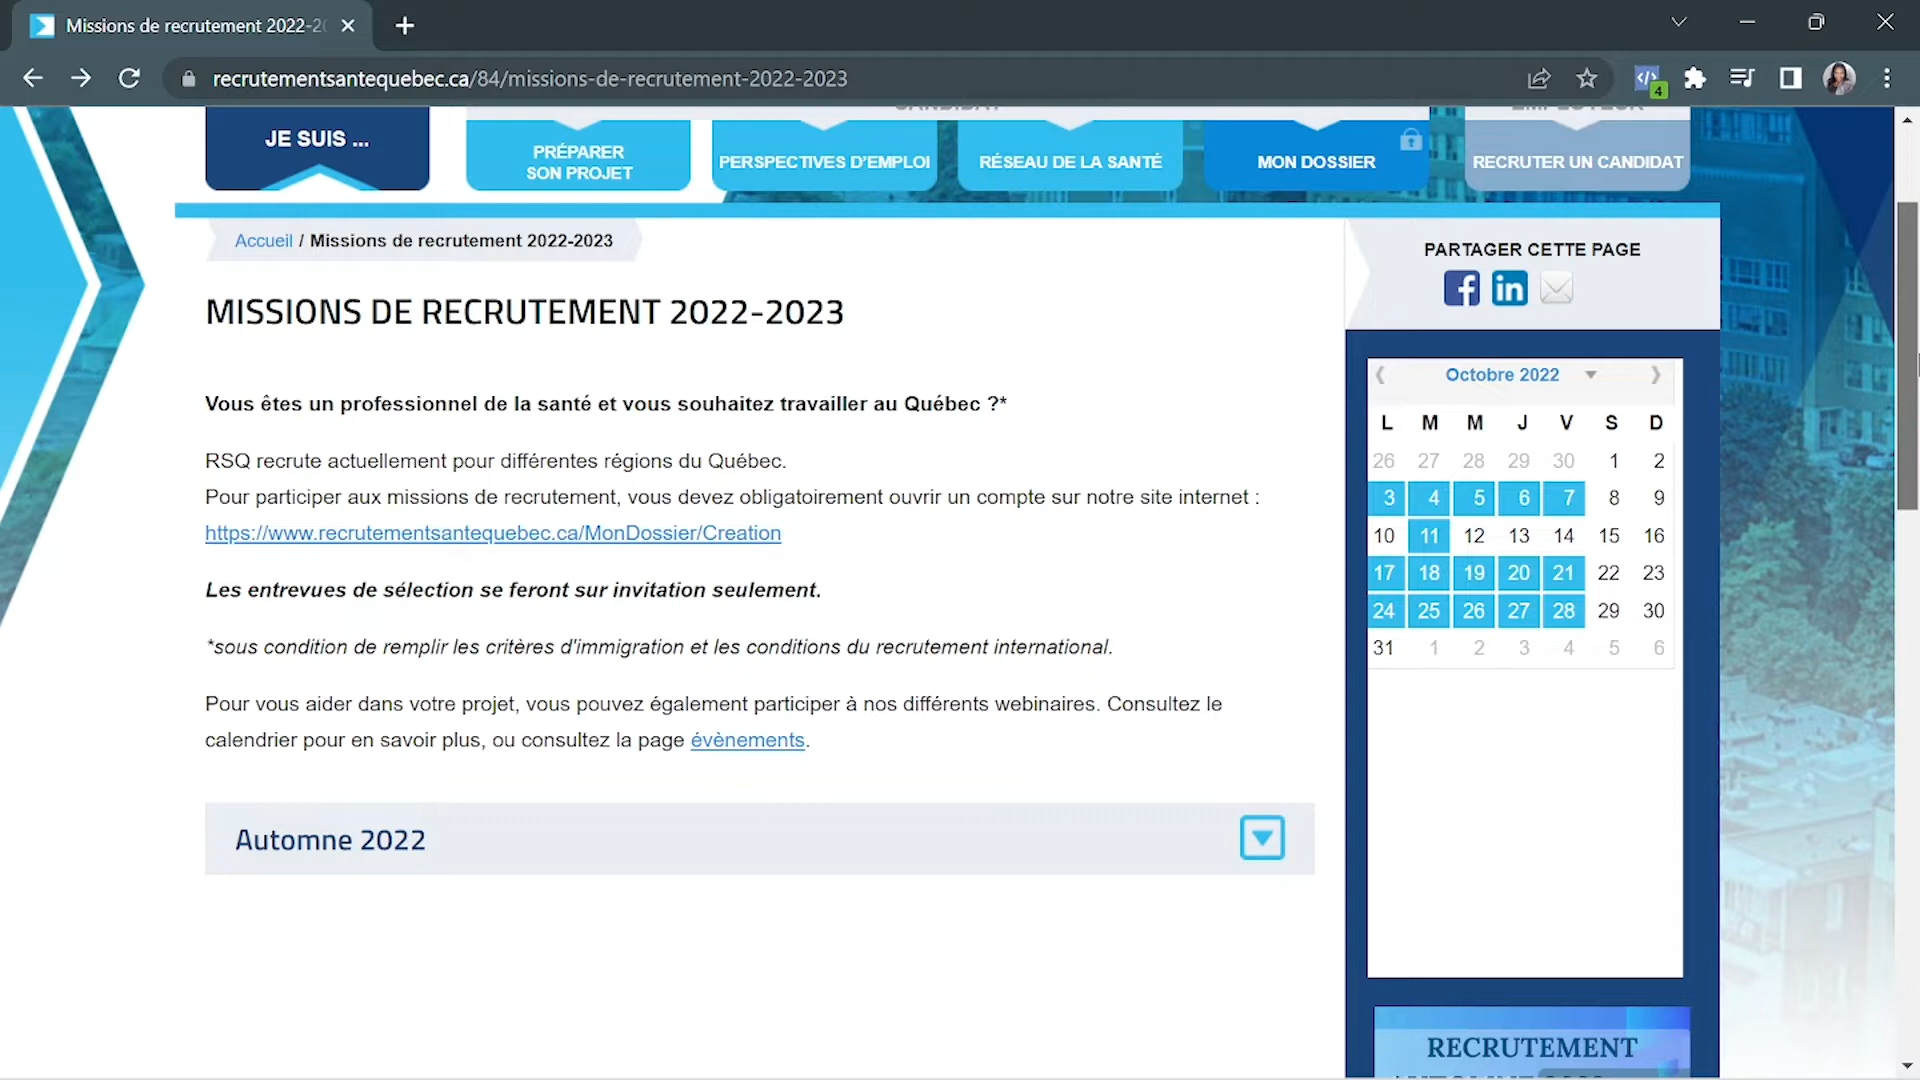 Missions de recrutement 2022-20
recrutementsantequebec.ca/84/missions-de-recrutement-2022-2023
4
CANDIDAT
EMPLOYEUR
JE SUIS ...
PRÉPARER
SON PROJET
PERSPECTIVES D'EMPLOI
RÉSEAU DE LA SANTÉ
MON DOSSIER
RECRUTER UN CANDIDAT
Accueil / Missions de recrutement 2022-2023
MISSIONS DE RECRUTEMENT 2022-2023
Vous êtes un professionnel de la santé et vous souhaitez travailler au Québec ?*
RSQ recrute actuellement pour différentes régions du Québec.
Pour participer aux missions de recrutement, vous devez obligatoirement ouvrir un compte sur notre site internet :
https://www.recrutementsantequebec.ca/MonDossier/Creation
Les entrevues de sélection se feront sur invitation seulement.
*sous condition de remplir les critères d'immigration et les conditions du recrutement international.
Pour vous aider dans votre projet, vous pouvez également participer à nos différents webinaires. Consultez le
calendrier pour en savoir plus, ou consultez la page évènements.
Automne 2022
PARTAGER CETTE PAGE
Octobre 2022
L M M J V S D
26 27 28 29 30 1 2
3 4 5 6 7 8 9
10 11 12 13 14 15 16
17 18 19 20 21 22 23
24 25 26 27 28 29 30
31 1 2 3 4 5 6
RECRUTEMENT